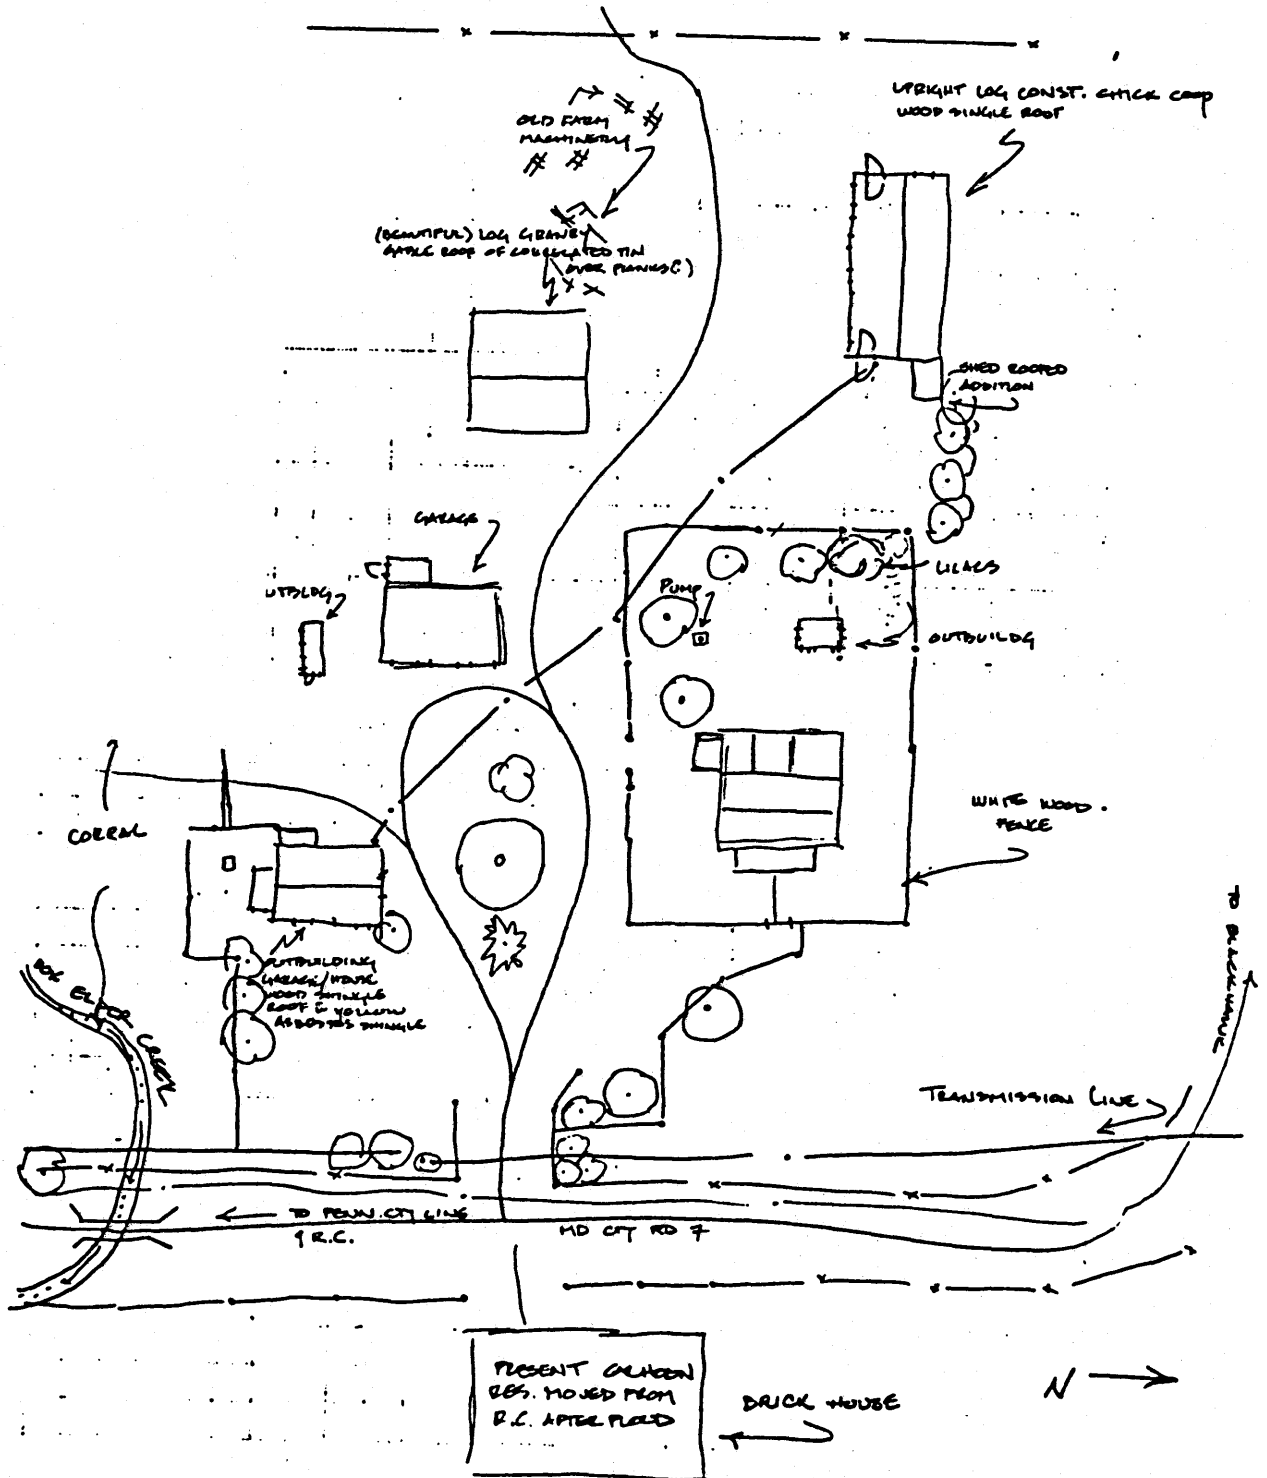 UPRIGHT LOG CONST. CHICK COOP
WOOD SHINGLE ROOF
OLD FARM
MACHINERY
(BEAUTIFUL) LOG GRANRY
GABLE ROOF OF CORRUGATED TIN
OVER PLANKS(?)
SHED ROOFED
ADDITION
GARAGE
UTBLDG
PUMP
LILACS
OUTBUILDG
CORRAL
WHITE WOOD
FENCE
OUTBUILDING
GARAGE/HOUSE
WOOD SHINGLE
ROOF & YELLOW
ASBESTOS SHINGLE
BOX ELDER CREEK
TO BLACKHAWK
TRANSMISSION LINE
TO PENN. CTY LINE
& R.C.
MD CTY RD 7
PRESENT CALHOON
RES. MOVED FROM
R.C. AFTER FLOOD
BRICK HOUSE
N